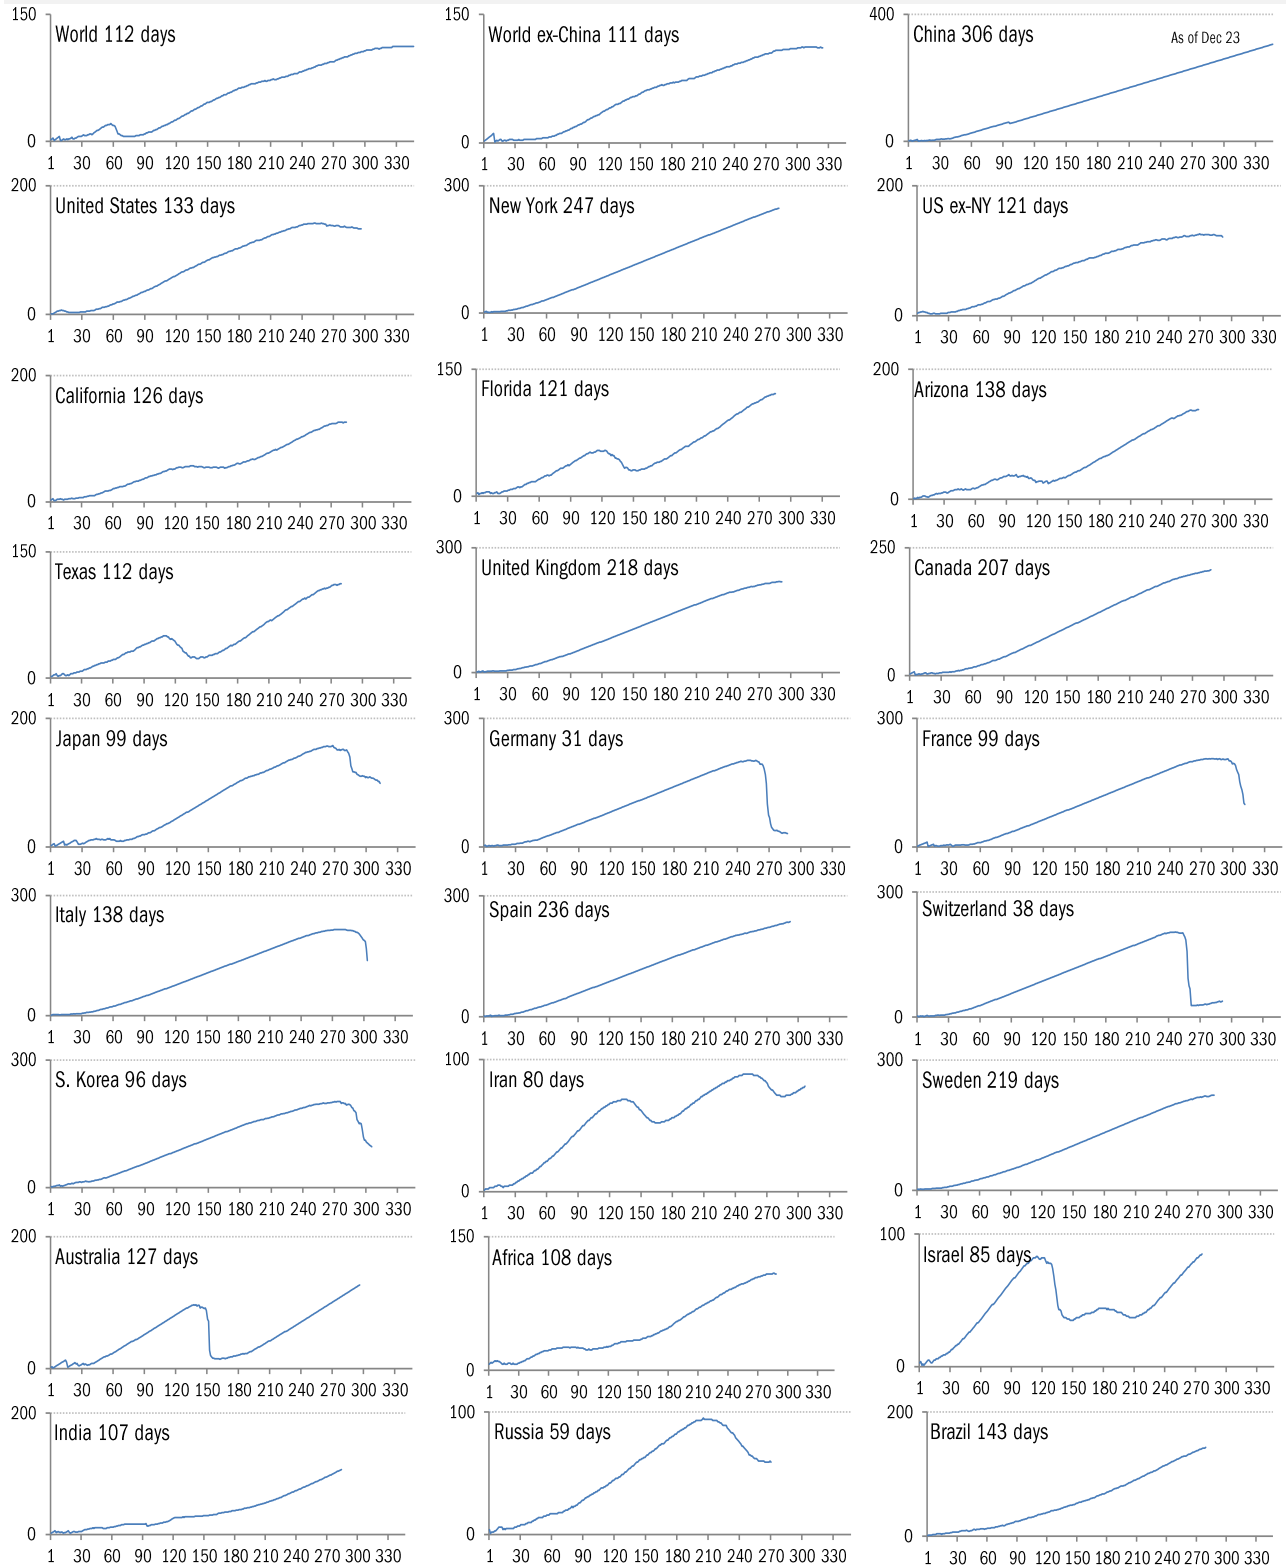 150
World 112 days
0
1 30 60 90 120 150 180 210 240 270 300 330
150
World ex-China 111 days
0
1 30 60 90 120 150 180 210 240 270 300 330
400
China 306 days
As of Dec 23
0
1 30 60 90 120 150 180 210 240 270 300 330
200
United States 133 days
0
1 30 60 90 120 150 180 210 240 270 300 330
300
New York 247 days
0
1 30 60 90 120 150 180 210 240 270 300 330
200
US ex-NY 121 days
0
1 30 60 90 120 150 180 210 240 270 300 330
200
California 126 days
0
1 30 60 90 120 150 180 210 240 270 300 330
150
Florida 121 days
0
1 30 60 90 120 150 180 210 240 270 300 330
200
Arizona 138 days
0
1 30 60 90 120 150 180 210 240 270 300 330
150
Texas 112 days
0
1 30 60 90 120 150 180 210 240 270 300 330
300
United Kingdom 218 days
0
1 30 60 90 120 150 180 210 240 270 300 330
250
Canada 207 days
0
1 30 60 90 120 150 180 210 240 270 300 330
200
Japan 99 days
0
1 30 60 90 120 150 180 210 240 270 300 330
300
Germany 31 days
0
1 30 60 90 120 150 180 210 240 270 300 330
300
France 99 days
0
1 30 60 90 120 150 180 210 240 270 300 330
300
Italy 138 days
0
1 30 60 90 120 150 180 210 240 270 300 330
300
Spain 236 days
0
1 30 60 90 120 150 180 210 240 270 300 330
300
Switzerland 38 days
0
1 30 60 90 120 150 180 210 240 270 300 330
300
S. Korea 96 days
0
1 30 60 90 120 150 180 210 240 270 300 330
100
Iran 80 days
0
1 30 60 90 120 150 180 210 240 270 300 330
300
Sweden 219 days
0
1 30 60 90 120 150 180 210 240 270 300 330
200
Australia 127 days
0
1 30 60 90 120 150 180 210 240 270 300 330
150
Africa 108 days
0
1 30 60 90 120 150 180 210 240 270 300 330
100
Israel 85 days
0
1 30 60 90 120 150 180 210 240 270 300 330
200
India 107 days
0
1 30 60 90 120 150 180 210 240 270 300 330
100
Russia 59 days
0
1 30 60 90 120 150 180 210 240 270 300 330
200
Brazil 143 days
0
1 30 60 90 120 150 180 210 240 270 300 330